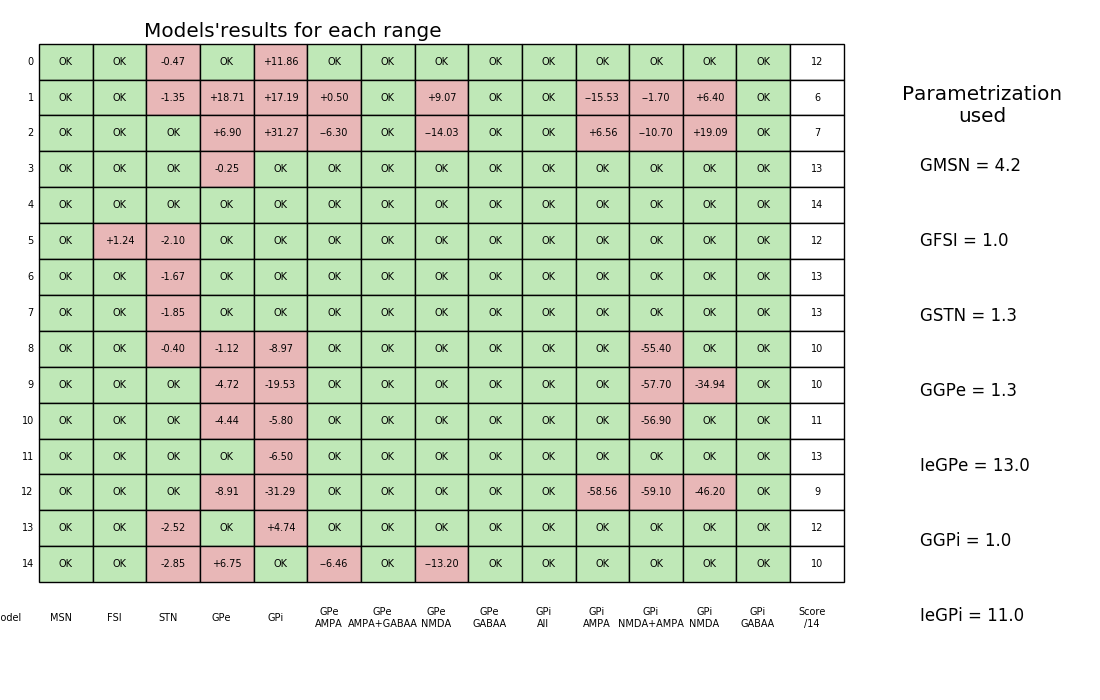 Models'results for each range
0 OK OK -0.47 OK +11.86 OK OK OK OK OK OK OK OK OK 12
1 OK OK -1.35 +18.71 +17.19 +0.50 OK +9.07 OK OK −15.53 −1.70 +6.40 OK 6
2 OK OK OK +6.90 +31.27 −6.30 OK −14.03 OK OK +6.56 −10.70 +19.09 OK 7
3 OK OK OK -0.25 OK OK OK OK OK OK OK OK OK OK 13
4 OK OK OK OK OK OK OK OK OK OK OK OK OK OK 14
5 OK +1.24 -2.10 OK OK OK OK OK OK OK OK OK OK OK 12
6 OK OK -1.67 OK OK OK OK OK OK OK OK OK OK OK 13
7 OK OK -1.85 OK OK OK OK OK OK OK OK OK OK OK 13
8 OK OK -0.40 -1.12 -8.97 OK OK OK OK OK OK -55.40 OK OK 10
9 OK OK OK -4.72 -19.53 OK OK OK OK OK OK -57.70 -34.94 OK 10
10 OK OK OK -4.44 -5.80 OK OK OK OK OK OK -56.90 OK OK 11
11 OK OK OK OK -6.50 OK OK OK OK OK OK OK OK OK 13
12 OK OK OK -8.91 -31.29 OK OK OK OK OK -58.56 -59.10 -46.20 OK 9
13 OK OK -2.52 OK +4.74 OK OK OK OK OK OK OK OK OK 12
14 OK OK -2.85 +6.75 OK −6.46 OK −13.20 OK OK OK OK OK OK 10
odel MSN FSI STN GPe GPi GPe GPe GPe GPe GPi GPi GPi GPi GPi Score
AMPA AMPA+GABAA NMDA GABAA All AMPA NMDA+AMPA NMDA GABAA /14
Parametrization
used
GMSN = 4.2
GFSI = 1.0
GSTN = 1.3
GGPe = 1.3
IeGPe = 13.0
GGPi = 1.0
IeGPi = 11.0